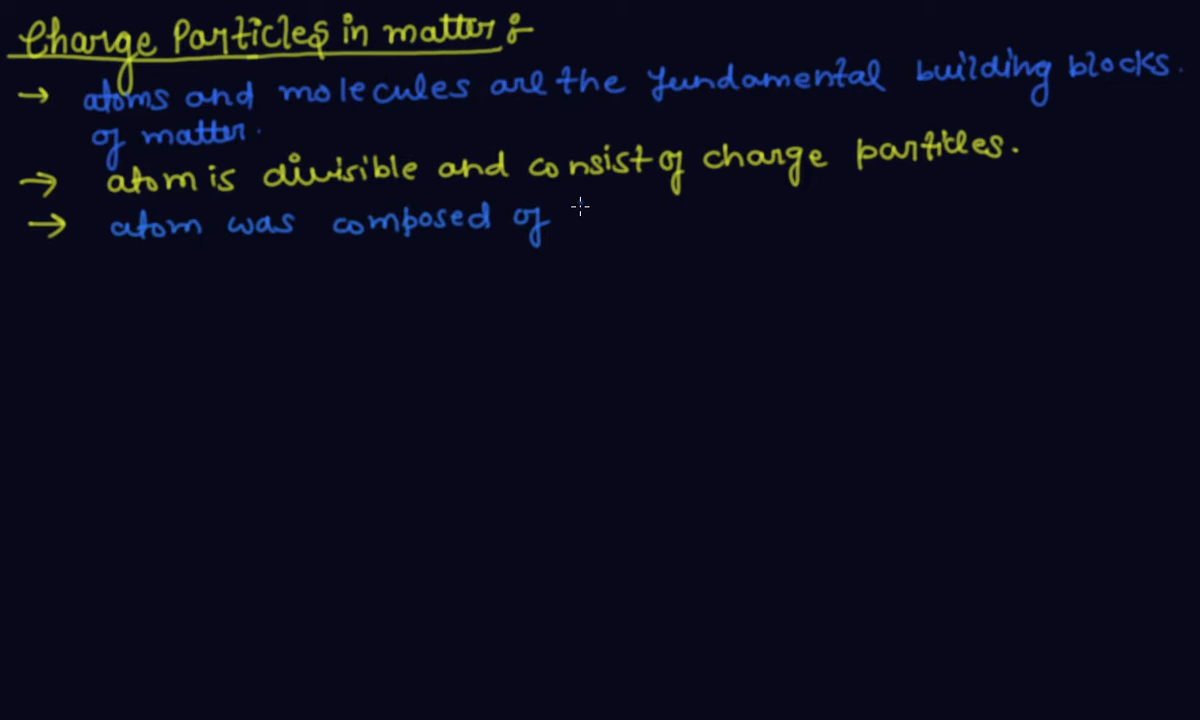 Charge Particles in matter :
→ atoms and molecules are the fundamental building blocks.
of matter.
→ atom is divisible and consist of charge particles.
→ atom was composed of